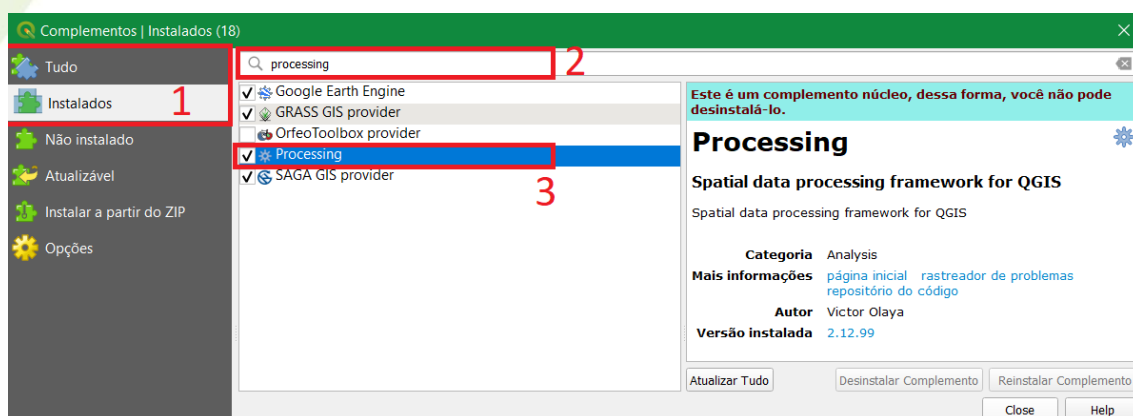 Complementos | Instalados (18)
Tudo
Instalados
1
Não instalado
Atualizável
Instalar a partir do ZIP
Opções
processing
2
Google Earth Engine
GRASS GIS provider
OrfeoToolbox provider
Processing
SAGA GIS provider
3
Este é um complemento núcleo, dessa forma, você não pode
desinstalá-lo.
Processing
Spatial data processing framework for QGIS
Spatial data processing framework for QGIS
Categoria Analysis
Mais informações página inicial rastreador de problemas
repositório do código
Autor Victor Olaya
Versão instalada 2.12.99
Atualizar Tudo Desinstalar Complemento Reinstalar Complemento
Close Help